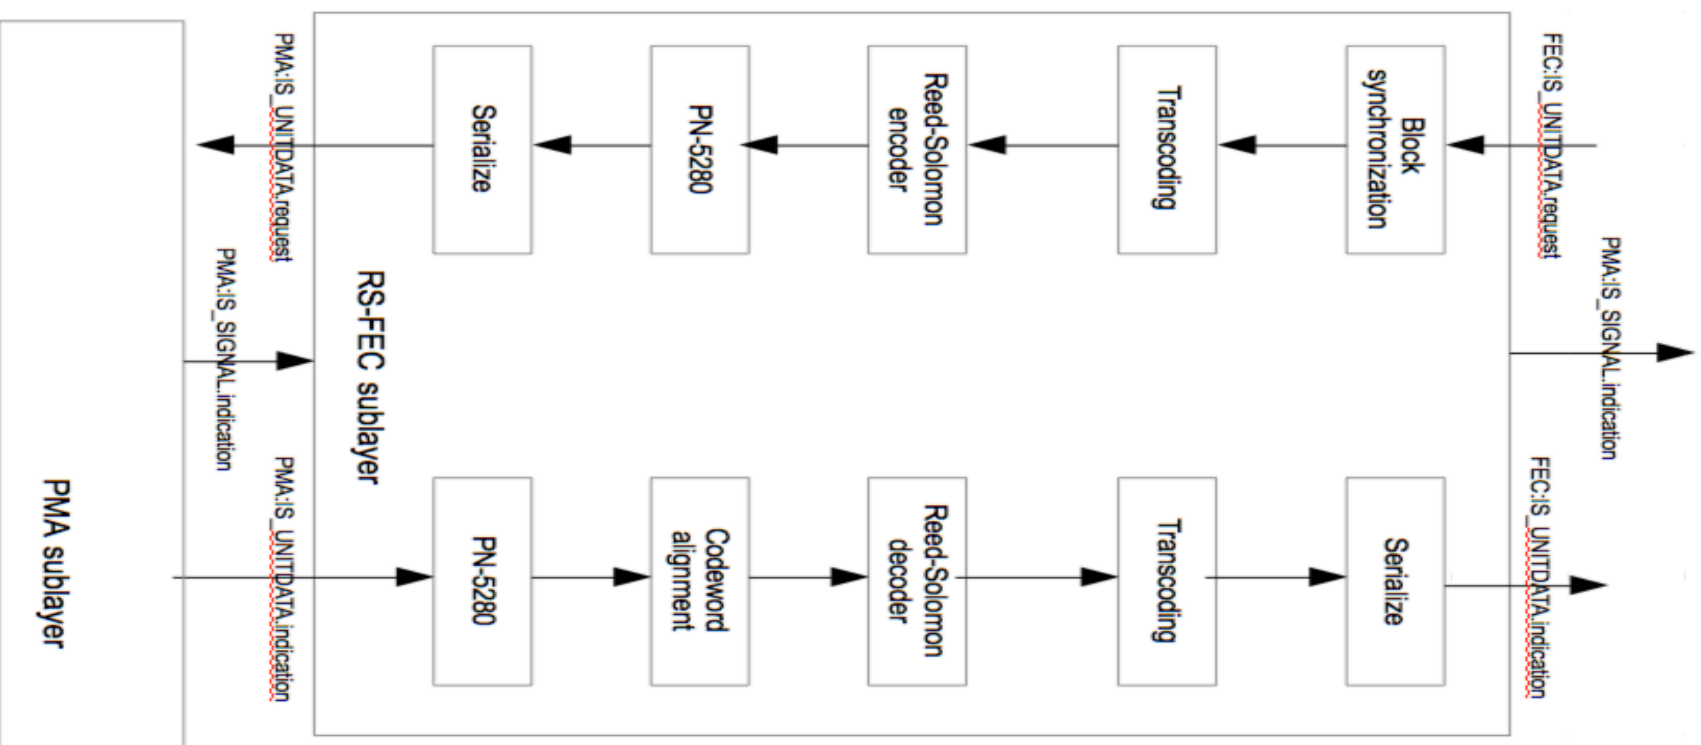 FEC:IS_UNITDATA.request
PMA:IS_SIGNAL.indication
FEC:IS_UNITDATA.indication
Block
synchronization
Serialize
Transcoding
Transcoding
Reed-Solomon
encoder
Reed-Solomon
decoder
PN-5280
Codeword
alignment
Serialize
PN-5280
RS-FEC sublayer
PMA:IS_UNITDATA.request
PMA:IS_SIGNAL.indication
PMA:IS_UNITDATA.indication
PMA sublayer